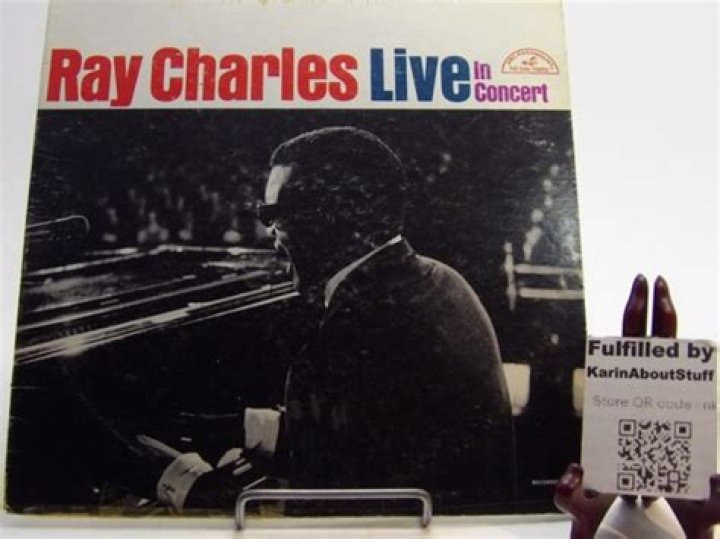 Ray Charles Live in Concert
Fulfilled by
KarinAboutStuff
Store QR code